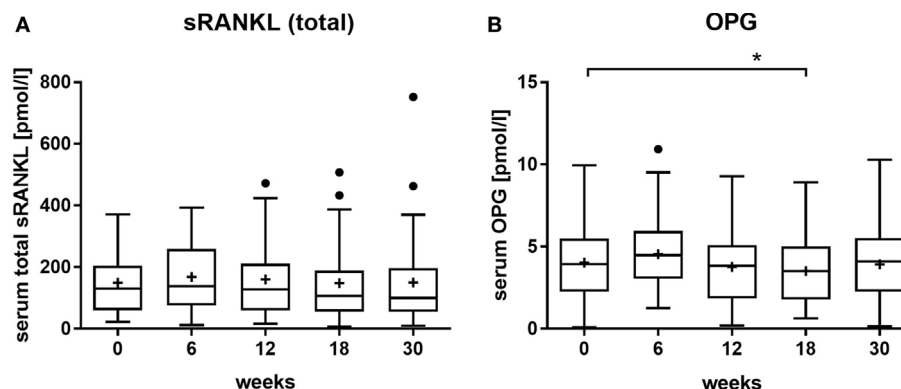 A
sRANKL (total)
serum total sRANKL [pmol/l]
800
600
400
200
0
0 6 12 18 30
weeks
B
OPG
*
serum OPG [pmol/l]
15
10
5
0
0 6 12 18 30
weeks